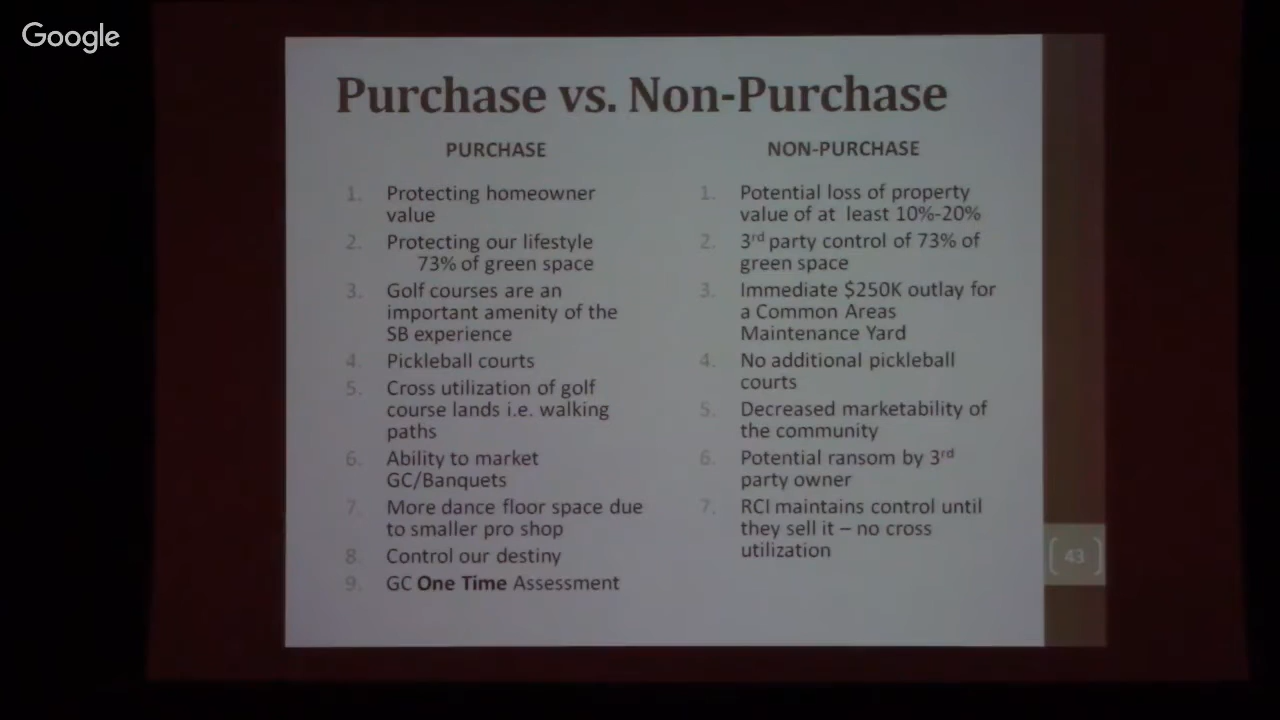 Google
Purchase vs. Non-Purchase
PURCHASE
1. Protecting homeowner
value
2. Protecting our lifestyle
73% of green space
3. Golf courses are an
important amenity of the
SB experience
4. Pickleball courts
5. Cross utilization of golf
course lands i.e. walking
paths
6. Ability to market
GC/Banquets
7. More dance floor space due
to smaller pro shop
8. Control our destiny
9. GC One Time Assessment
NON-PURCHASE
1. Potential loss of property
value of at least 10%-20%
2. 3rd party control of 73% of
green space
3. Immediate $250K outlay for
a Common Areas
Maintenance Yard
4. No additional pickleball
courts
5. Decreased marketability of
the community
6. Potential ransom by 3rd
party owner
7. RCI maintains control until
they sell it – no cross
utilization
43